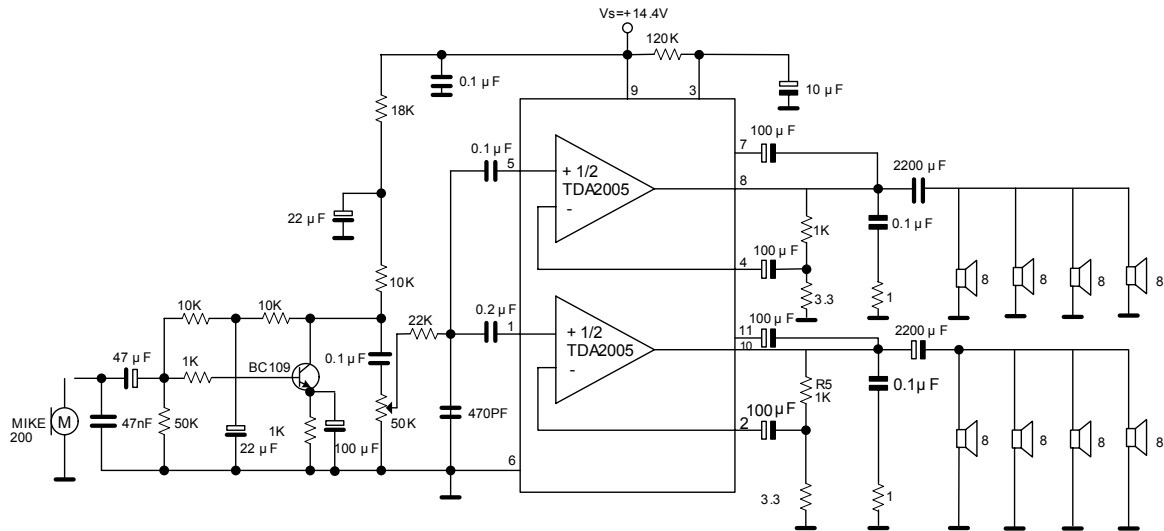 Vs=+14.4V
120K
0.1 µF
9
3
10 µF
18K
100 µF
7
0.1 µF
5
+ 1/2
TDA2005
-
8
2200 µF
22 µF
1K
0.1 µF
100 µF
4
8
8
8
8
10K
3.3
1
10K
10K
22K
0.2 µF
1
+ 1/2
TDA2005
-
100 µF
11
10
2200 µF
47 µF
1K
BC109
0.1 µF
R5
1K
0.1µF
MIKE
200
M
47nF
50K
1K
22 µF
100 µF
50K
470PF
100 µF
2
8
8
8
8
6
3.3
1